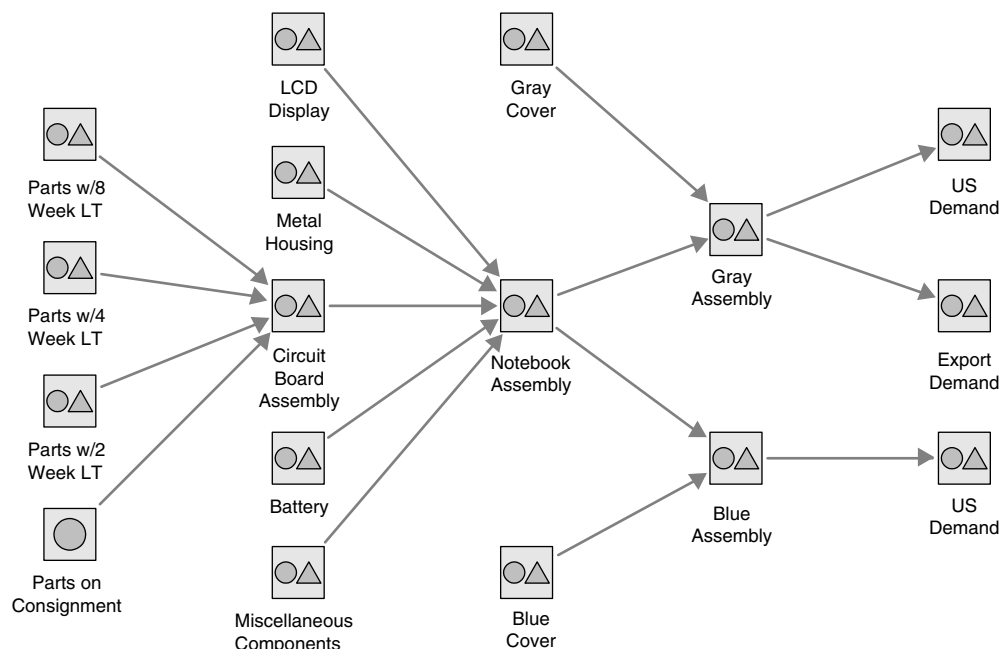 LCD
Display
Gray
Cover
Parts w/8
Week LT
US
Demand
Metal
Housing
Gray
Assembly
Parts w/4
Week LT
Circuit
Board
Assembly
Notebook
Assembly
Export
Demand
Parts w/2
Week LT
Battery
Blue
Assembly
US
Demand
Parts on
Consignment
Miscellaneous
Components
Blue
Cover